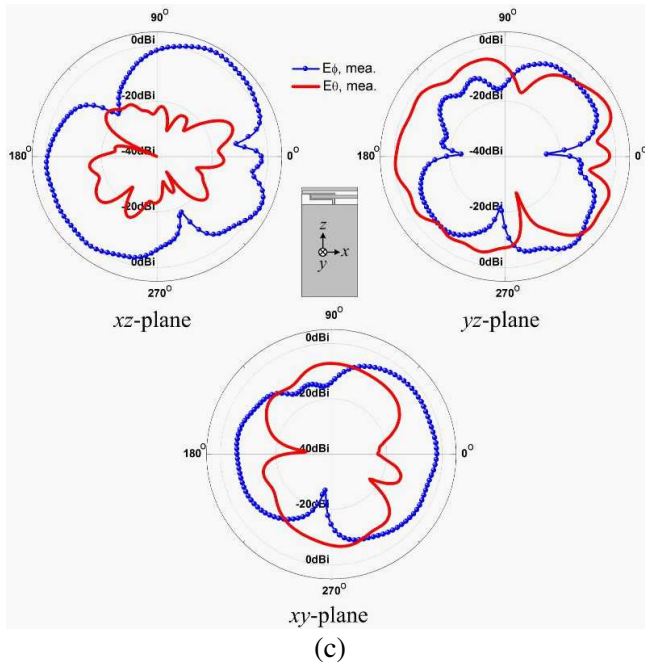 90°
90°
0dBi
Eϕ, mea.
Eθ, mea.
0dBi
-20dBi
-20dBi
180°
-40dBi
0°
180°
-40dBi
0°
-20dBi
-20dBi
z
x
y
0dBi
0dBi
270°
270°
xz-plane
yz-plane
90°
0dBi
-20dBi
180°
-40dBi
0°
-20dBi
0dBi
270°
xy-plane
(c)